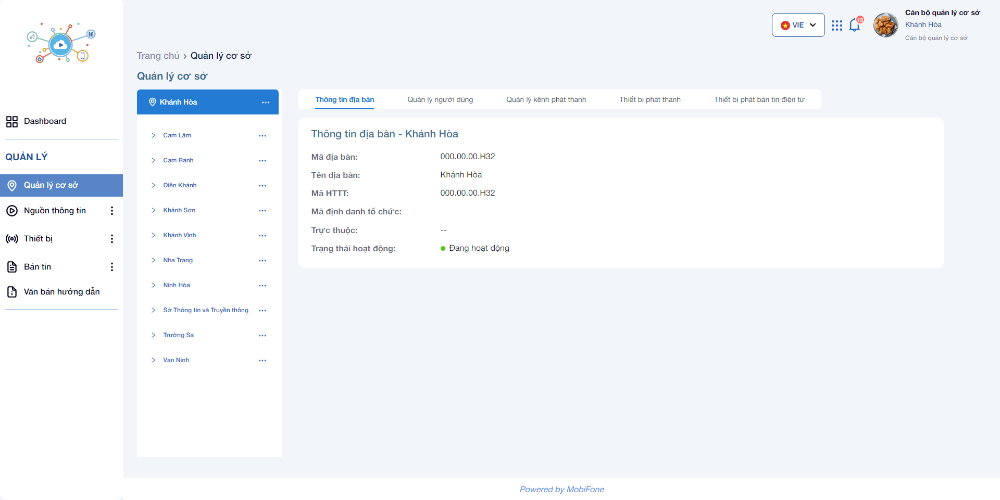 VIE
13
Cán bộ quản lý cơ sở
Khánh Hòa
Cán bộ quản lý cơ sở
Trang chủ › Quản lý cơ sở
Quản lý cơ sở
Dashboard
QUẢN LÝ
Quản lý cơ sở
Nguồn thông tin
Thiết bị
Bản tin
Văn bản hướng dẫn
Khánh Hòa
Cam Lâm
Cam Ranh
Diên Khánh
Khánh Sơn
Khánh Vĩnh
Nha Trang
Ninh Hòa
Sở Thông tin và Truyền thông
Trường Sa
Vạn Ninh
Thông tin địa bàn Quản lý người dùng Quản lý kênh phát thanh Thiết bị phát thanh Thiết bị phát bản tin điện tử
Thông tin địa bàn - Khánh Hòa
Mã địa bàn: 000.00.00.H32
Tên địa bàn: Khánh Hòa
Mã HTTT: 000.00.00.H32
Mã định danh tổ chức:
Trực thuộc: --
Trạng thái hoạt động: Đang hoạt động
Powered by MobiFone